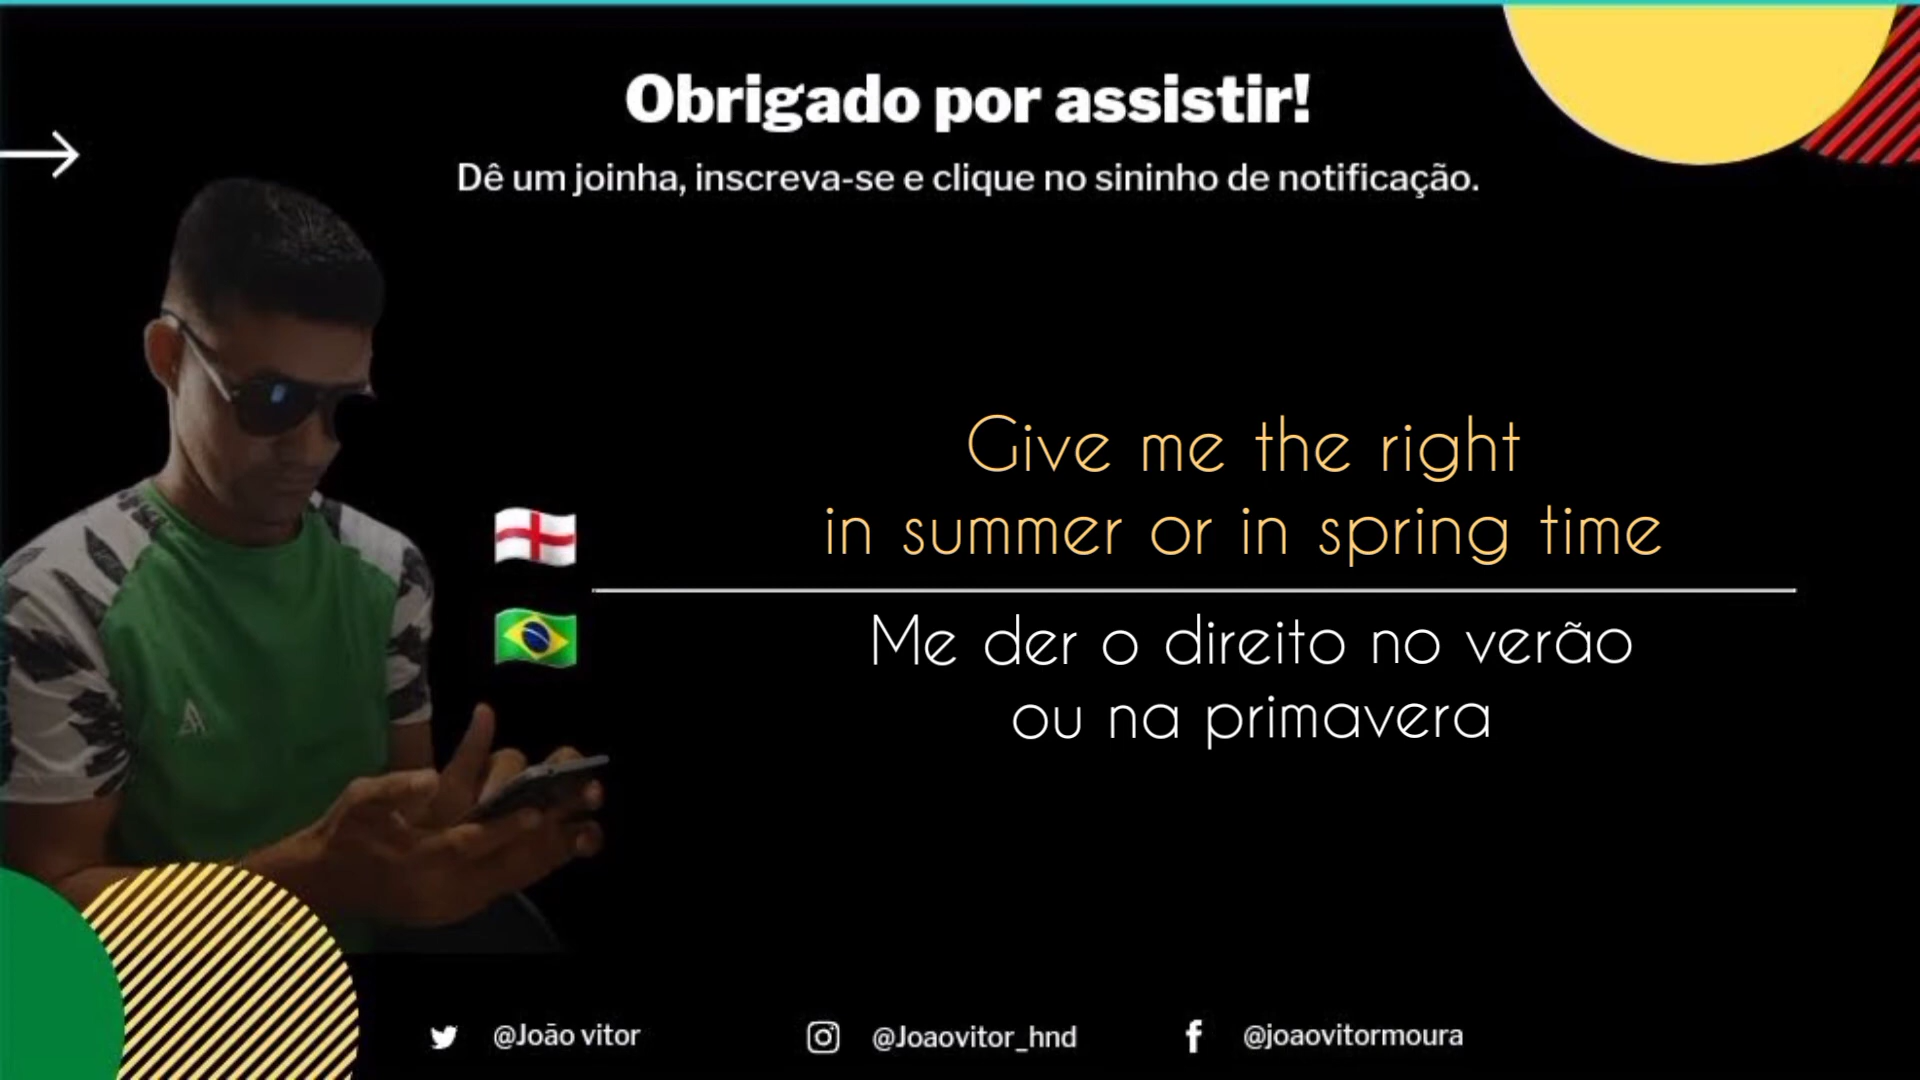 Obrigado por assistir!
Dê um joinha, inscreva-se e clique no sininho de notificação.
Give me the right
in summer or in spring time
Me der o direito no verão
ou na primavera
@João vitor
@Joaovitor_hnd
@joaovitormoura